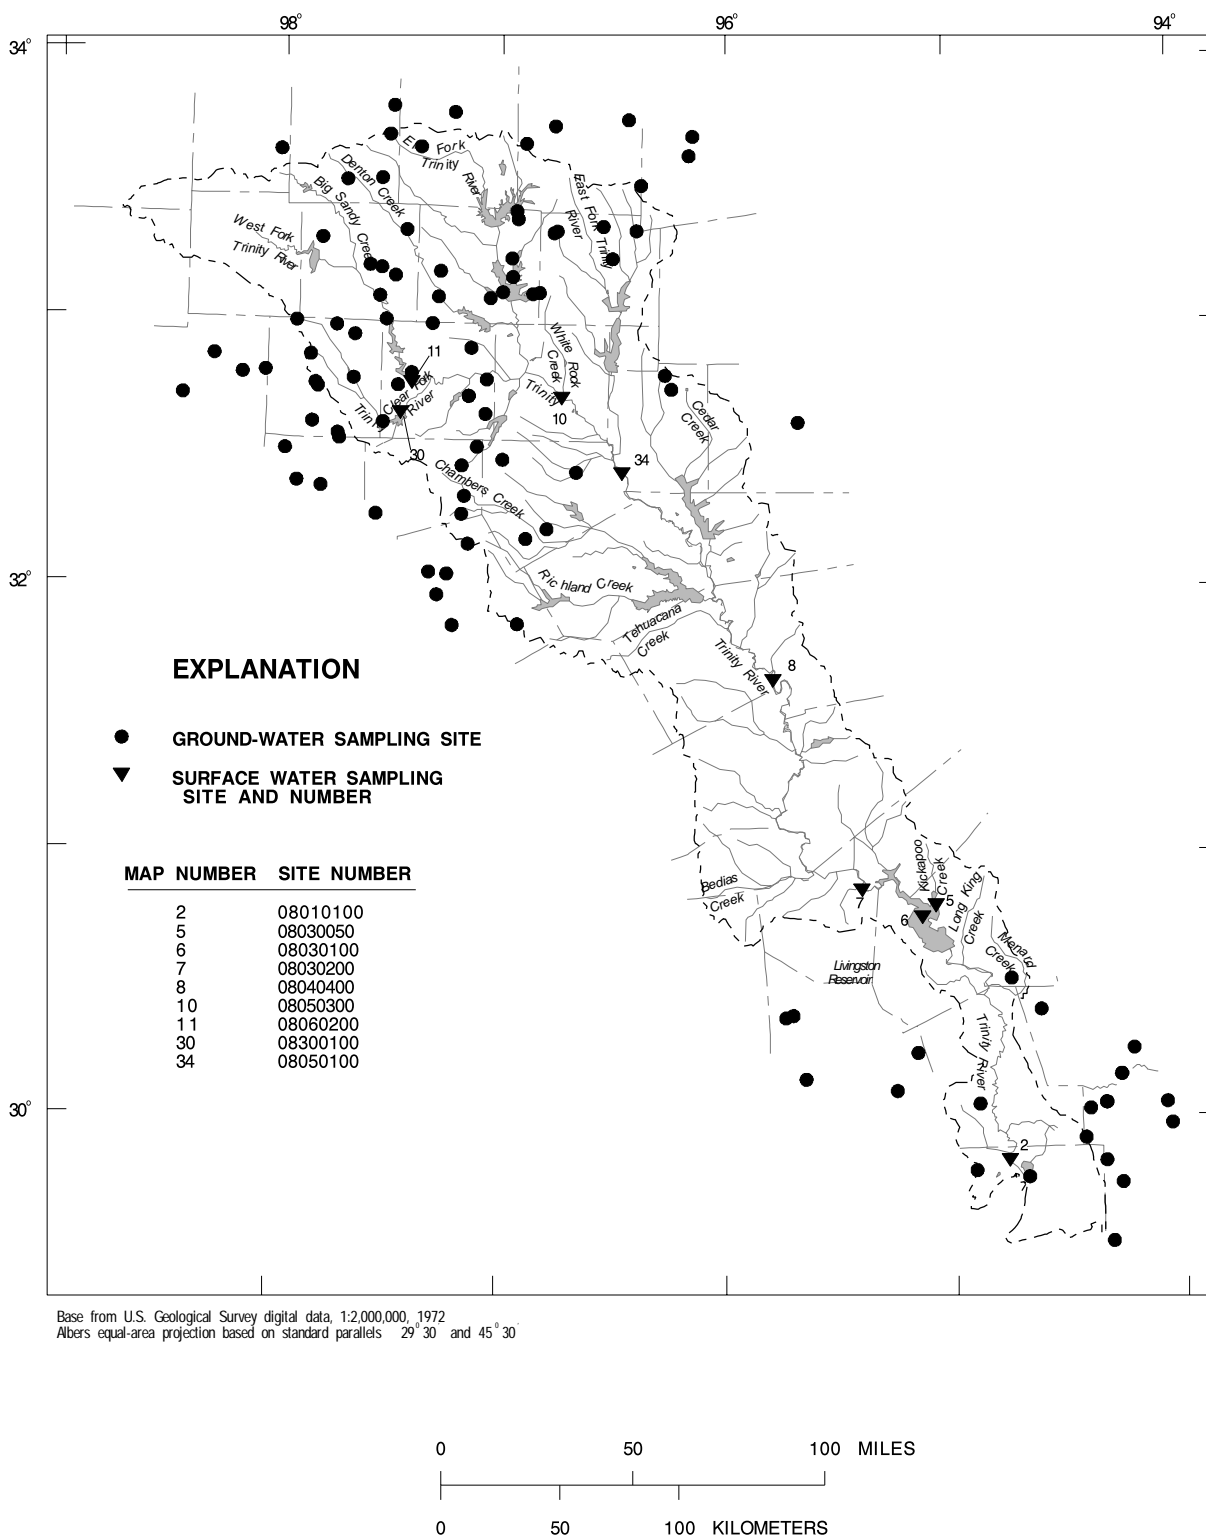 98°
96°
94°
34°
Elm Fork
Trinity
River
Denton Creek
Big Sandy Creek
West Fork
Trinity River
East Fork Trinity
River
White Rock
Creek
11
Clear Fork
Trinity River
Trinity
10
Cedar
Creek
30
34
Chambers Creek
32°
Richland Creek
Tehuacana
Creek
Trinity River
8
EXPLANATION
GROUND-WATER SAMPLING SITE
SURFACE WATER SAMPLING
SITE AND NUMBER
MAP NUMBER SITE NUMBER
2 08010100
5 08030050
6 08030100
7 08030200
8 08040400
10 08050300
11 08060200
30 08300100
34 08050100
Kickapoo
Creek
Bedias
Creek
7
5
6
Long King
Creek
Menard
Creek
Livingston
Reservoir
Trinity River
30°
2
Base from U.S. Geological Survey digital data, 1:2,000,000, 1972
Albers equal-area projection based on standard parallels 29°30' and 45°30'
0 50 100 MILES
0 50 100 KILOMETERS